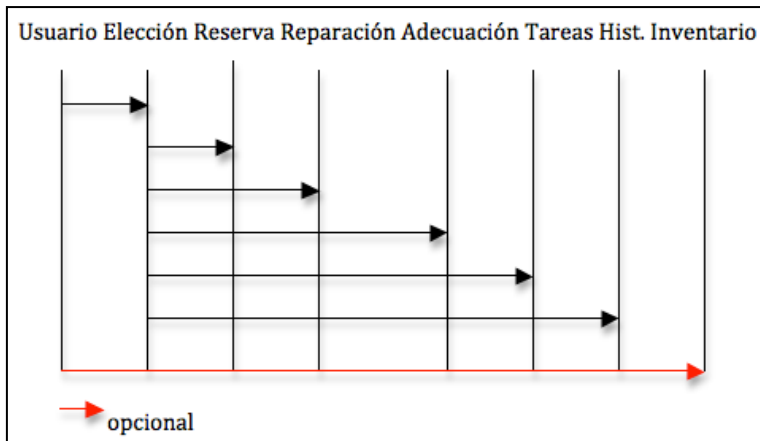 Usuario Elección Reserva Reparación Adecuación Tareas Hist. Inventario
opcional